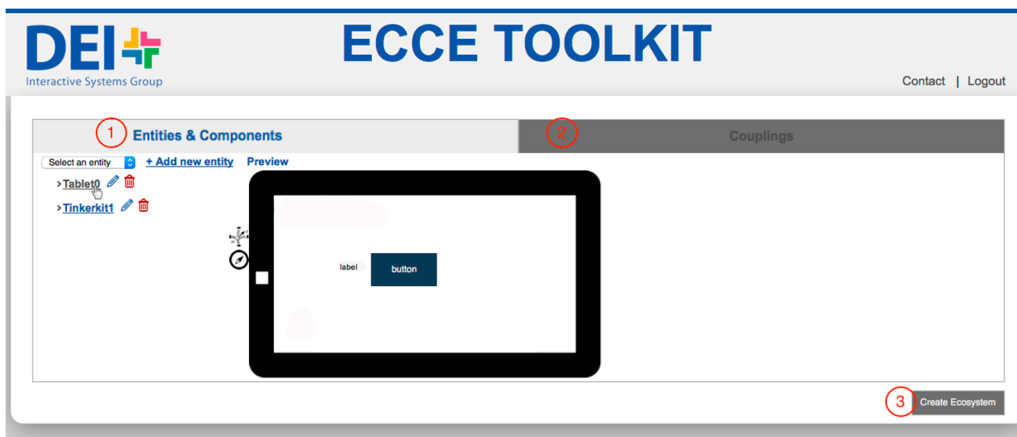 DEI
Interactive Systems Group
ECCE TOOLKIT
Contact | Logout
1 Entities & Components
2 Couplings
Select an entity + Add new entity Preview
>Tablet0
>Tinkerkit1
label button
3 Create Ecosystem